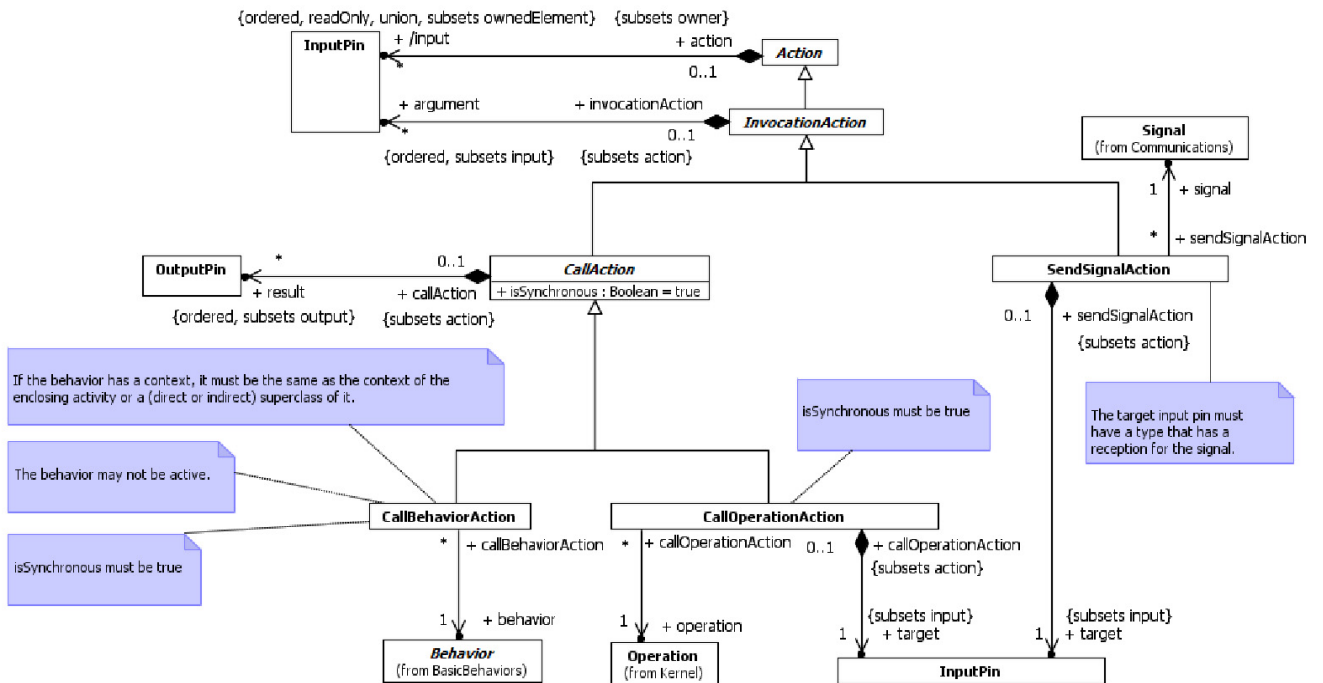 {ordered, readOnly, union, subsets ownedElement} {subsets owner}
InputPin
+ /input
+ action
Action
*
0..1
+ argument
+ invocationAction
InvocationAction
*
0..1
{ordered, subsets input}
{subsets action}
Signal
(from Communications)
1
+ signal
*
+ sendSignalAction
OutputPin
*
0..1
CallAction
+ isSynchronous : Boolean = true
+ result
+ callAction
{ordered, subsets output}
{subsets action}
SendSignalAction
0..1
+ sendSignalAction
{subsets action}
If the behavior has a context, it must be the same as the context of the
enclosing activity or a (direct or indirect) superclass of it.
isSynchronous must be true
The target input pin must
have a type that has a
reception for the signal.
The behavior may not be active.
isSynchronous must be true
CallBehaviorAction
CallOperationAction
*
+ callBehaviorAction
*
+ callOperationAction
0..1
+ callOperationAction
{subsets action}
1
+ behavior
1
+ operation
{subsets input}
1
+ target
{subsets input}
1
+ target
Behavior
(from BasicBehaviors)
Operation
(from Kernel)
InputPin